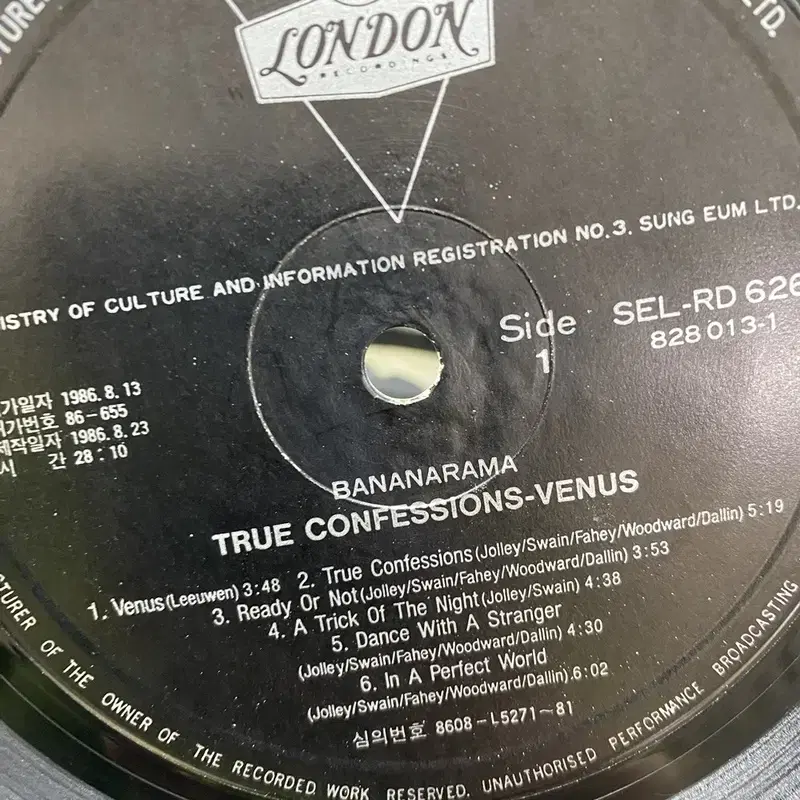 LONDON
RECORDINGS
ISTRY OF CULTURE AND INFORMATION REGISTRATION NO.3. SUNG EUM LTD.
Side 1
SEL-RD 626
828 013-1
가일자 1986. 8. 13
가번호 86-655
제작일자 1986. 8. 23
시 간 28 : 10
BANANARAMA
TRUE CONFESSIONS-VENUS
1. Venus(Leeuwen) 3:48 2. True Confessions(Jolley/Swain/Fahey/Woodward/Dallin) 5:19
3. Ready Or Not(Jolley/Swain/Fahey/Woodward/Dallin) 3:53
4. A Trick Of The Night(Jolley/Swain) 4:38
5. Dance With A Stranger
(Jolley/Swain/Fahey/Woodward/Dallin) 4:30
6. In A Perfect World
(Jolley/Swain/Fahey/Woodward/Dallin).6:02
심의번호 8608-L5271~81
CTURER OF THE OWNER OF THE RECORDED WORK RESERVED. UNAUTHORISED PERFORMANCE BROADCASTING
LTD.